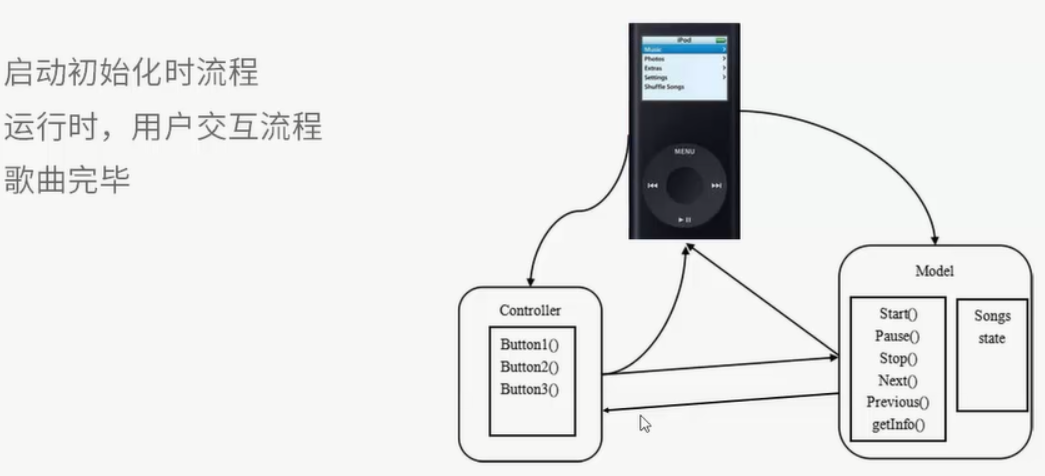 启动初始化时流程
运行时，用户交互流程
歌曲完毕
iPod
Music
Photos
Extras
Settings
Shuffle Songs
MENU
Controller
Button1()
Button2()
Button3()
Model
Start()
Pause()
Stop()
Next()
Previous()
getInfo()
Songs
state